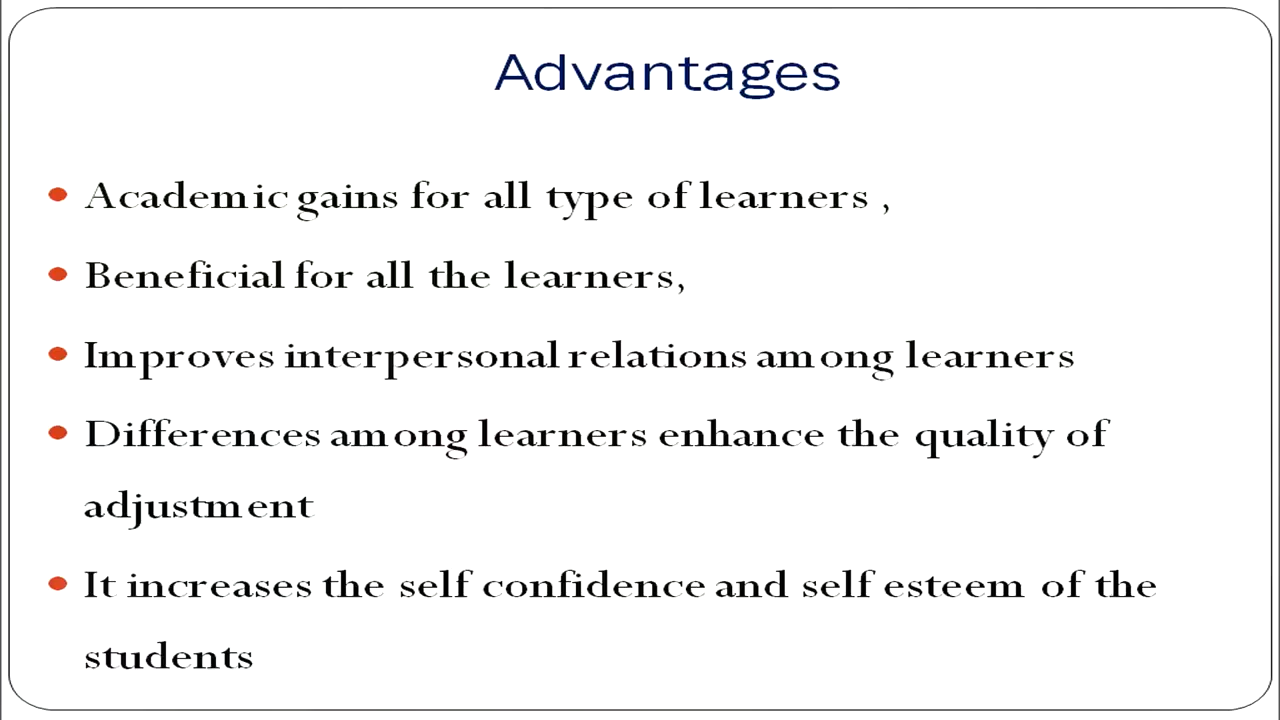 Advantages
Academic gains for all type of learners ,
Beneficial for all the learners,
Improves interpersonal relations among learners
Differences among learners enhance the quality of
adjustment
It increases the self confidence and self esteem of the
students